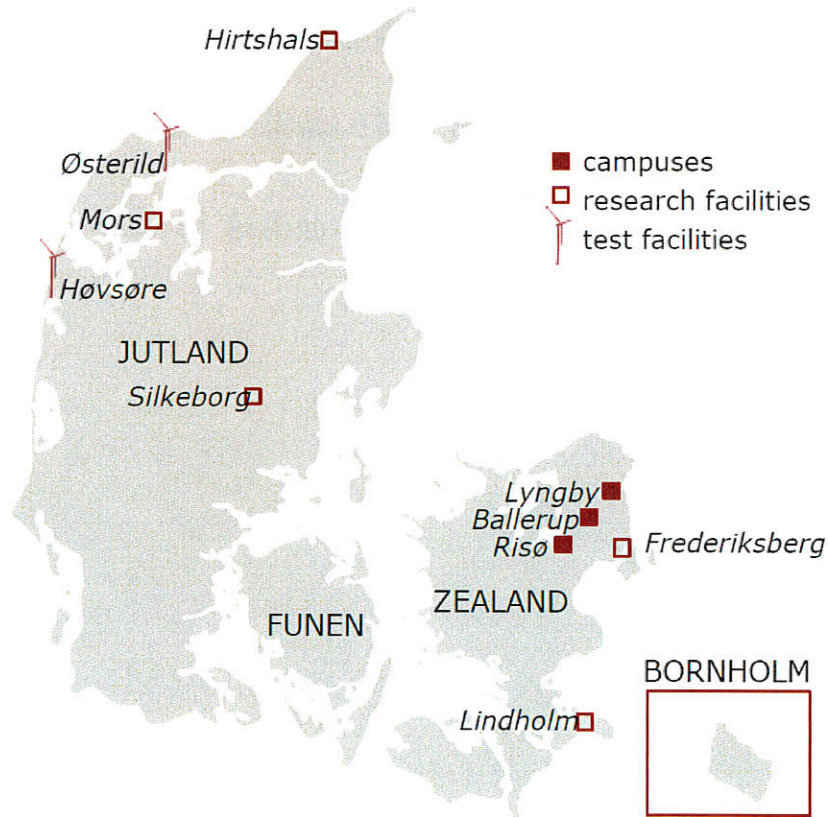 Hirtshals
Østerild
Mors
Høvsøre
campuses
research facilities
test facilities
JUTLAND
Silkeborg
Lyngby
Ballerup
Risø
Frederiksberg
ZEALAND
FUNEN
BORNHOLM
Lindholm